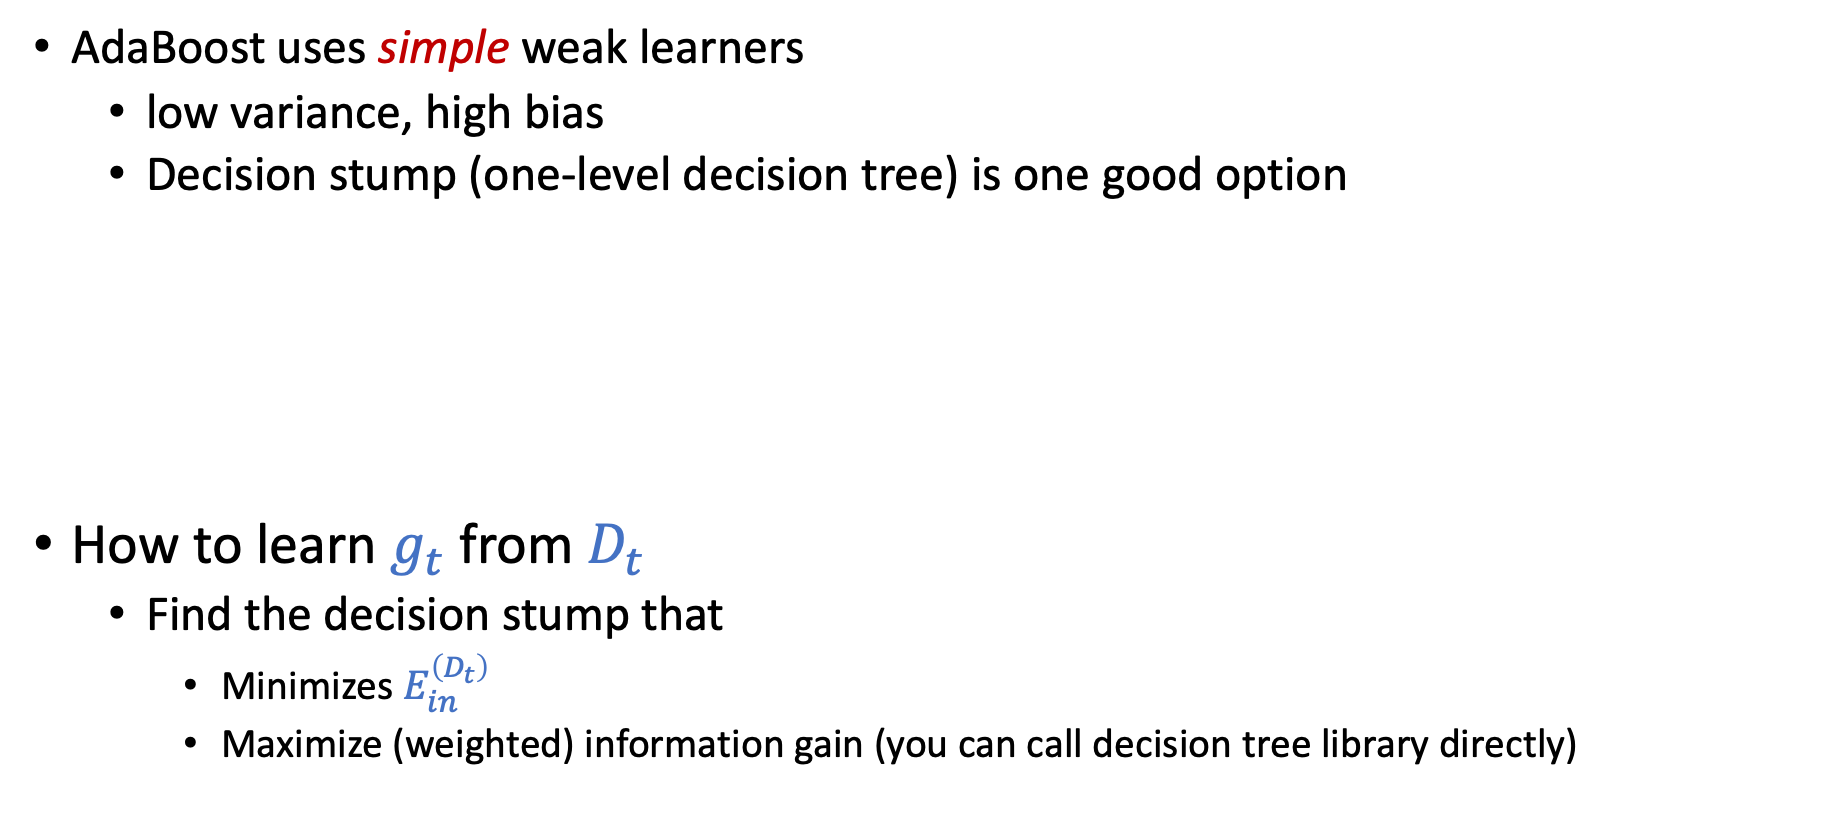 • AdaBoost uses simple weak learners
• low variance, high bias
• Decision stump (one-level decision tree) is one good option
• How to learn g_t from D_t
• Find the decision stump that
• Minimizes E_{in}^{(D_t)}
• Maximize (weighted) information gain (you can call decision tree library directly)